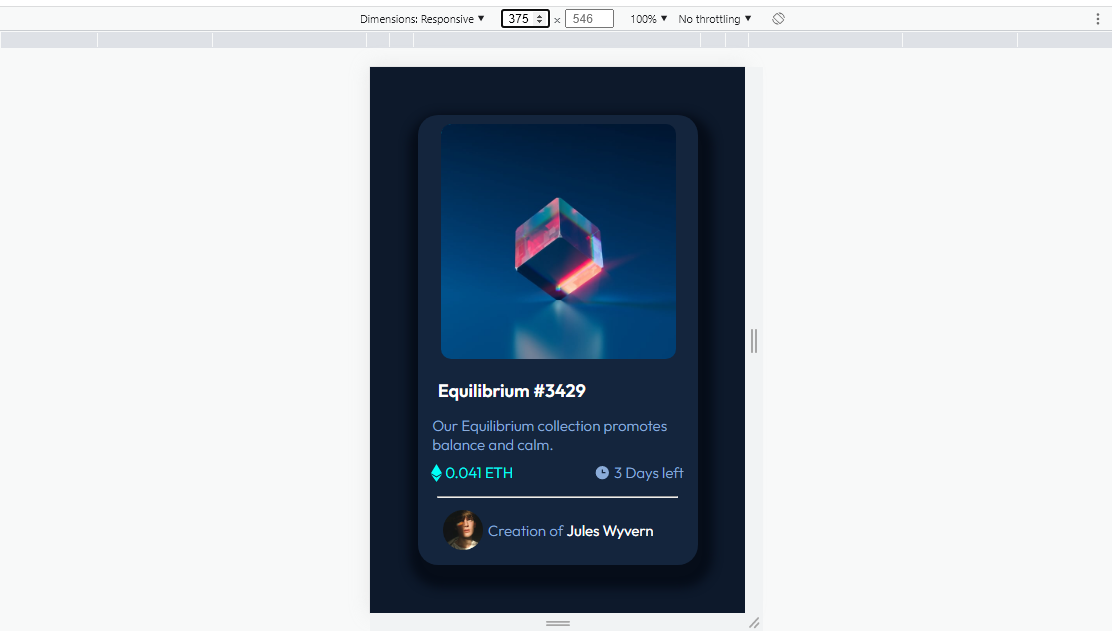 Dimensions: Responsive ▼ 375 × 546 100% ▼ No throttling ▼
Equilibrium #3429
Our Equilibrium collection promotes
balance and calm.
0.041 ETH 3 Days left
Creation of Jules Wyvern